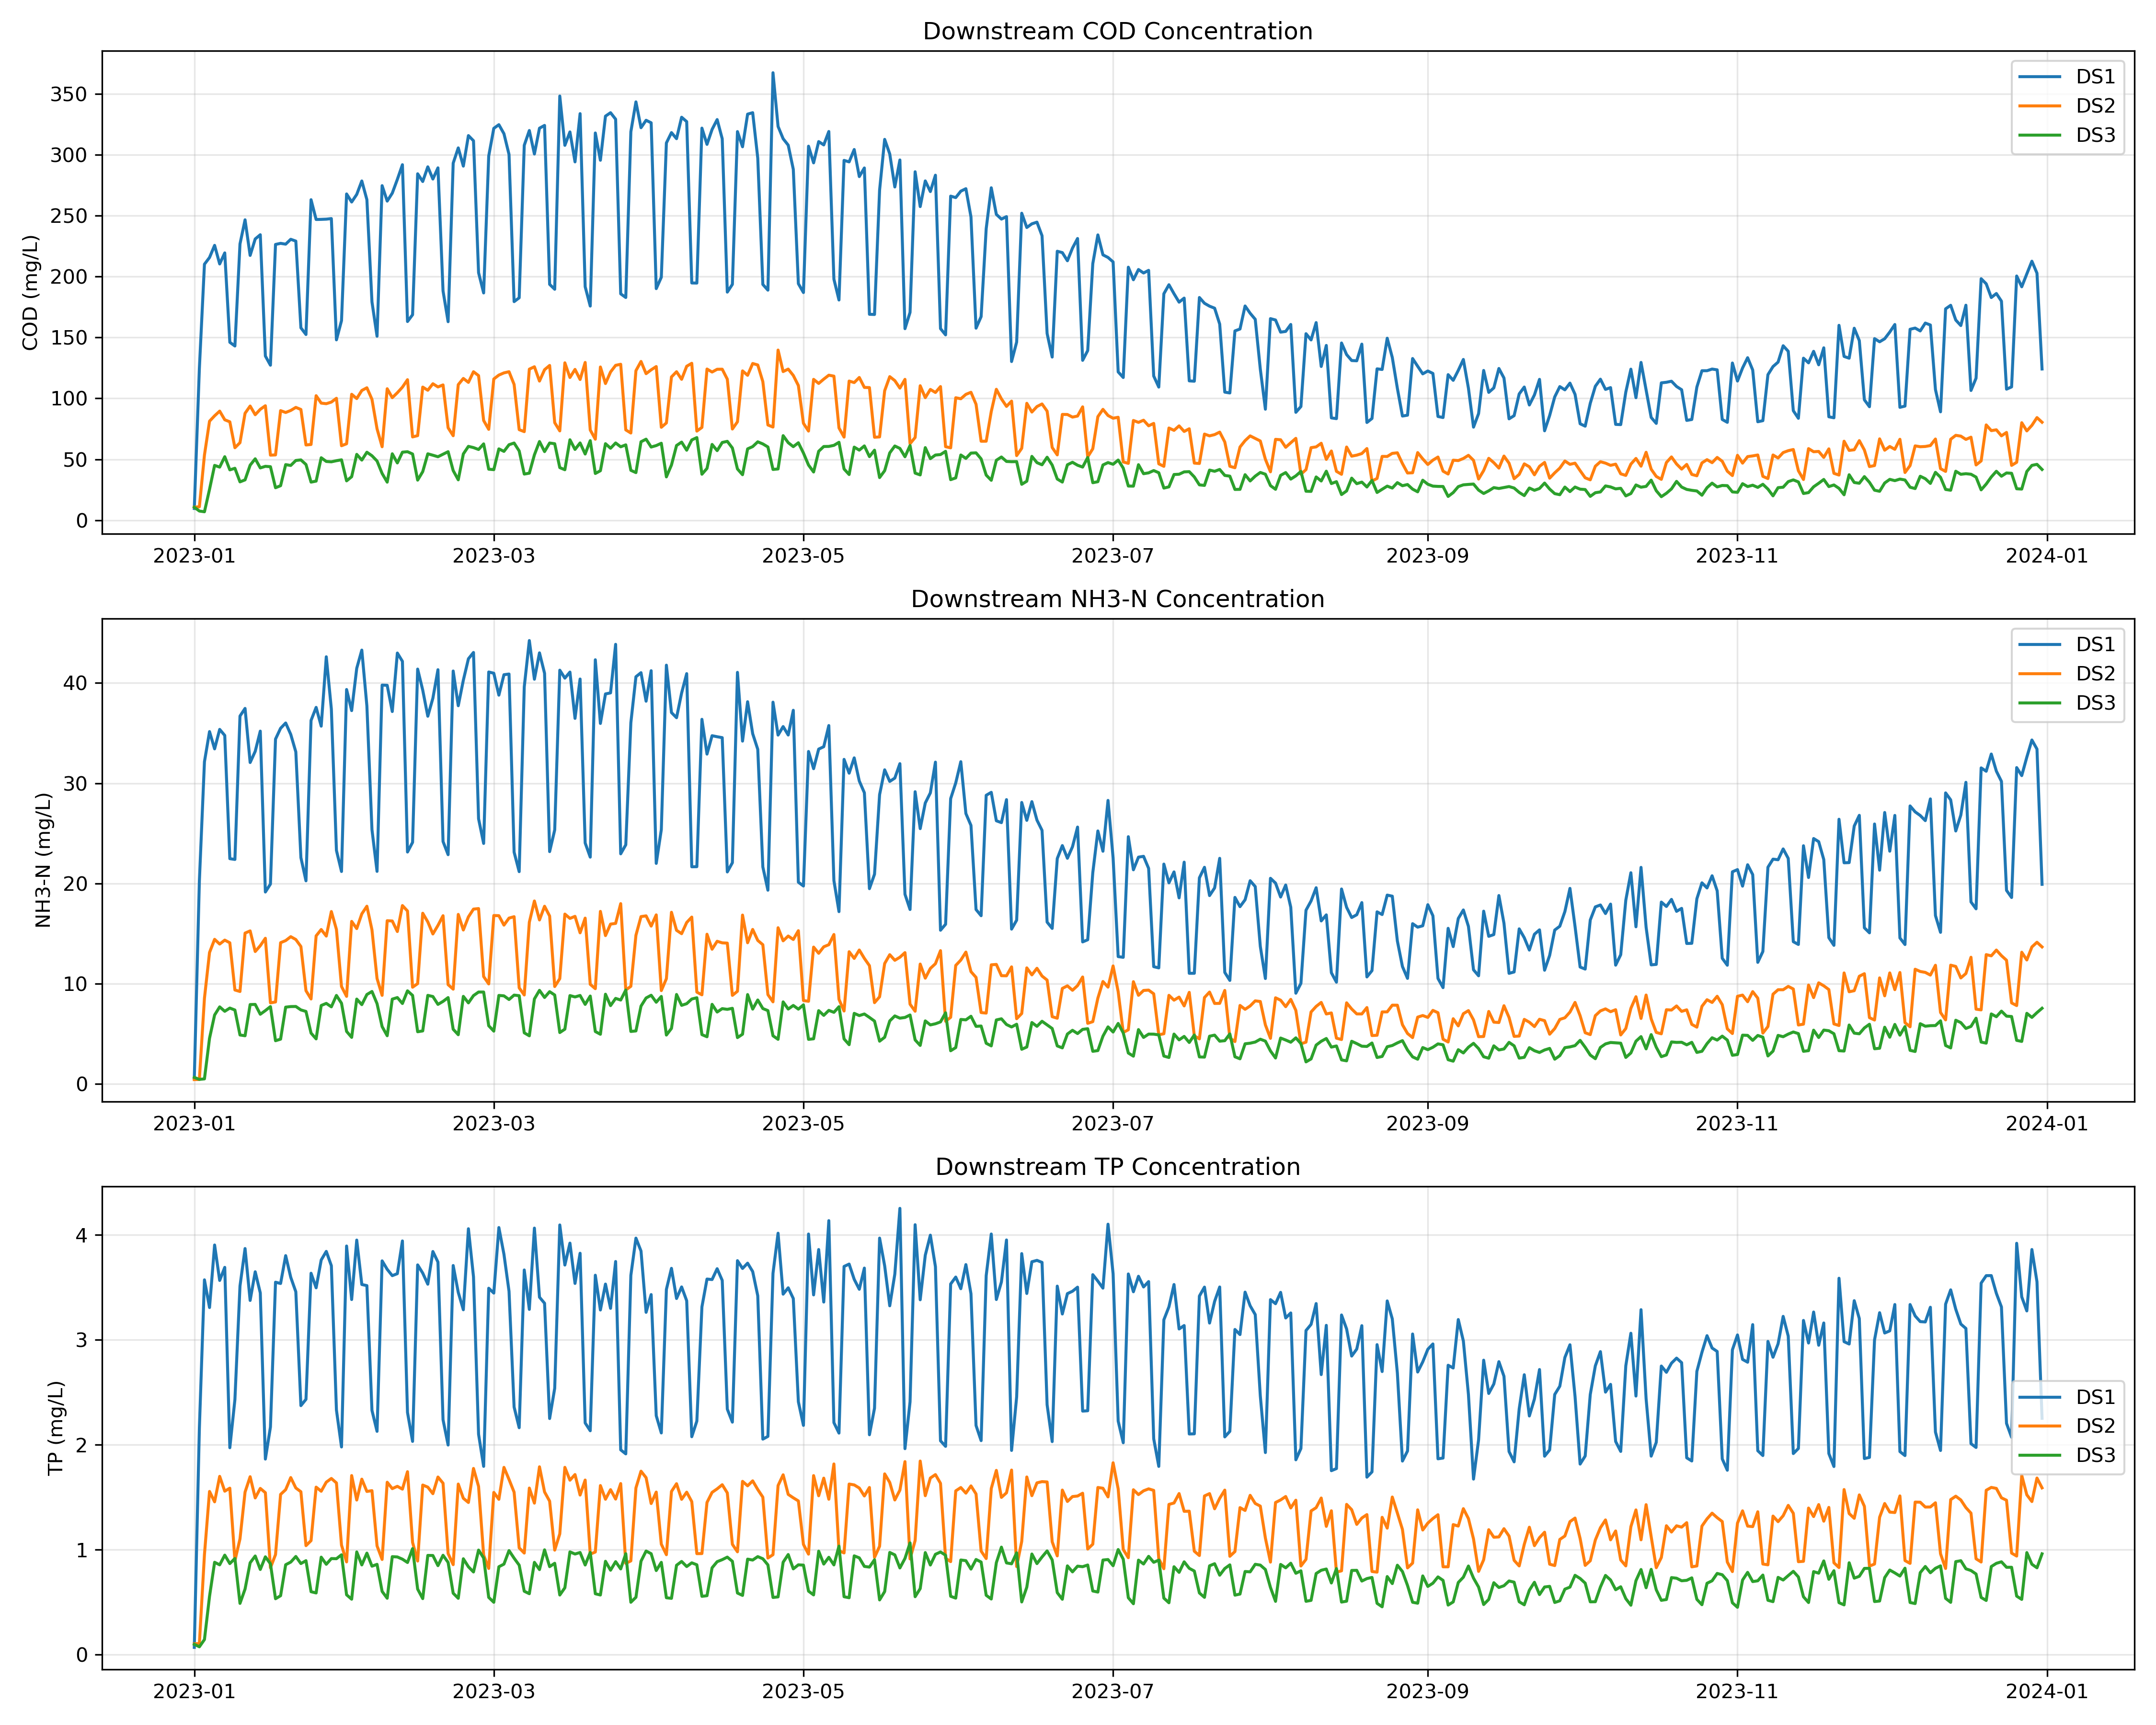 Downstream COD Concentration
COD (mg/L)
350
300
250
200
150
100
50
0
DS1
DS2
DS3
2023-01 2023-03 2023-05 2023-07 2023-09 2023-11 2024-01
Downstream NH3-N Concentration
NH3-N (mg/L)
40
30
20
10
0
DS1
DS2
DS3
2023-01 2023-03 2023-05 2023-07 2023-09 2023-11 2024-01
Downstream TP Concentration
TP (mg/L)
4
3
2
1
0
DS1
DS2
DS3
2023-01 2023-03 2023-05 2023-07 2023-09 2023-11 2024-01